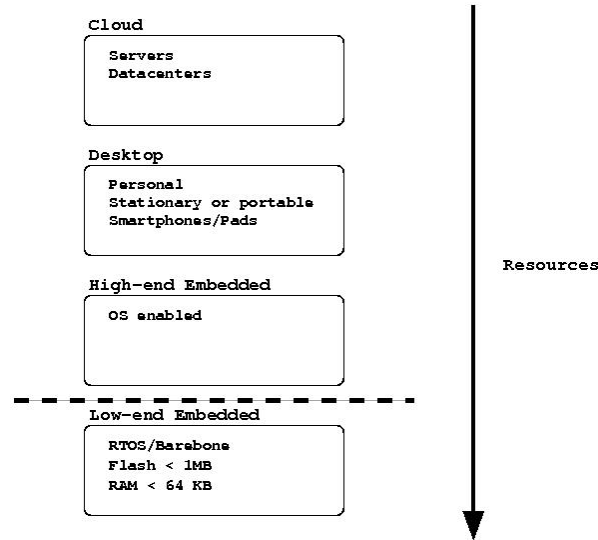 Cloud
Servers
Datacenters
Desktop
Personal
Stationary or portable
Smartphones/Pads
Resources
High-end Embedded
OS enabled
Low-end Embedded
RTOS/Barebone
Flash < 1MB
RAM < 64 KB